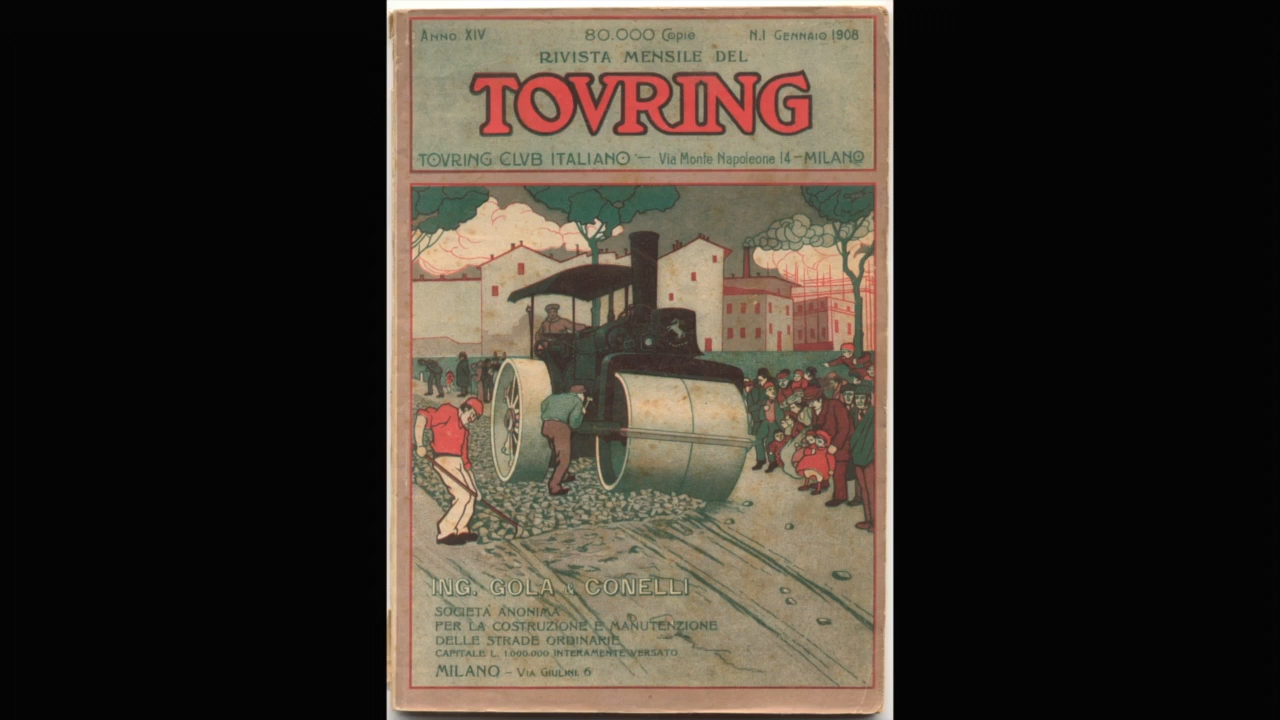 ANNO XIV 80.000 Copie N.1 GENNAIO 1908
RIVISTA MENSILE DEL
TOVRING
TOVRING CLVB ITALIANO — Via Monte Napoleone 14 – MILANO
ING. GOLA & CONELLI
SOCIETÀ ANONIMA
PER LA COSTRUZIONE E MANUTENZIONE
DELLE STRADE ORDINARIE
CAPITALE L. 1.000.000 INTERAMENTE VERSATO
MILANO – VIA GIULINI. 6